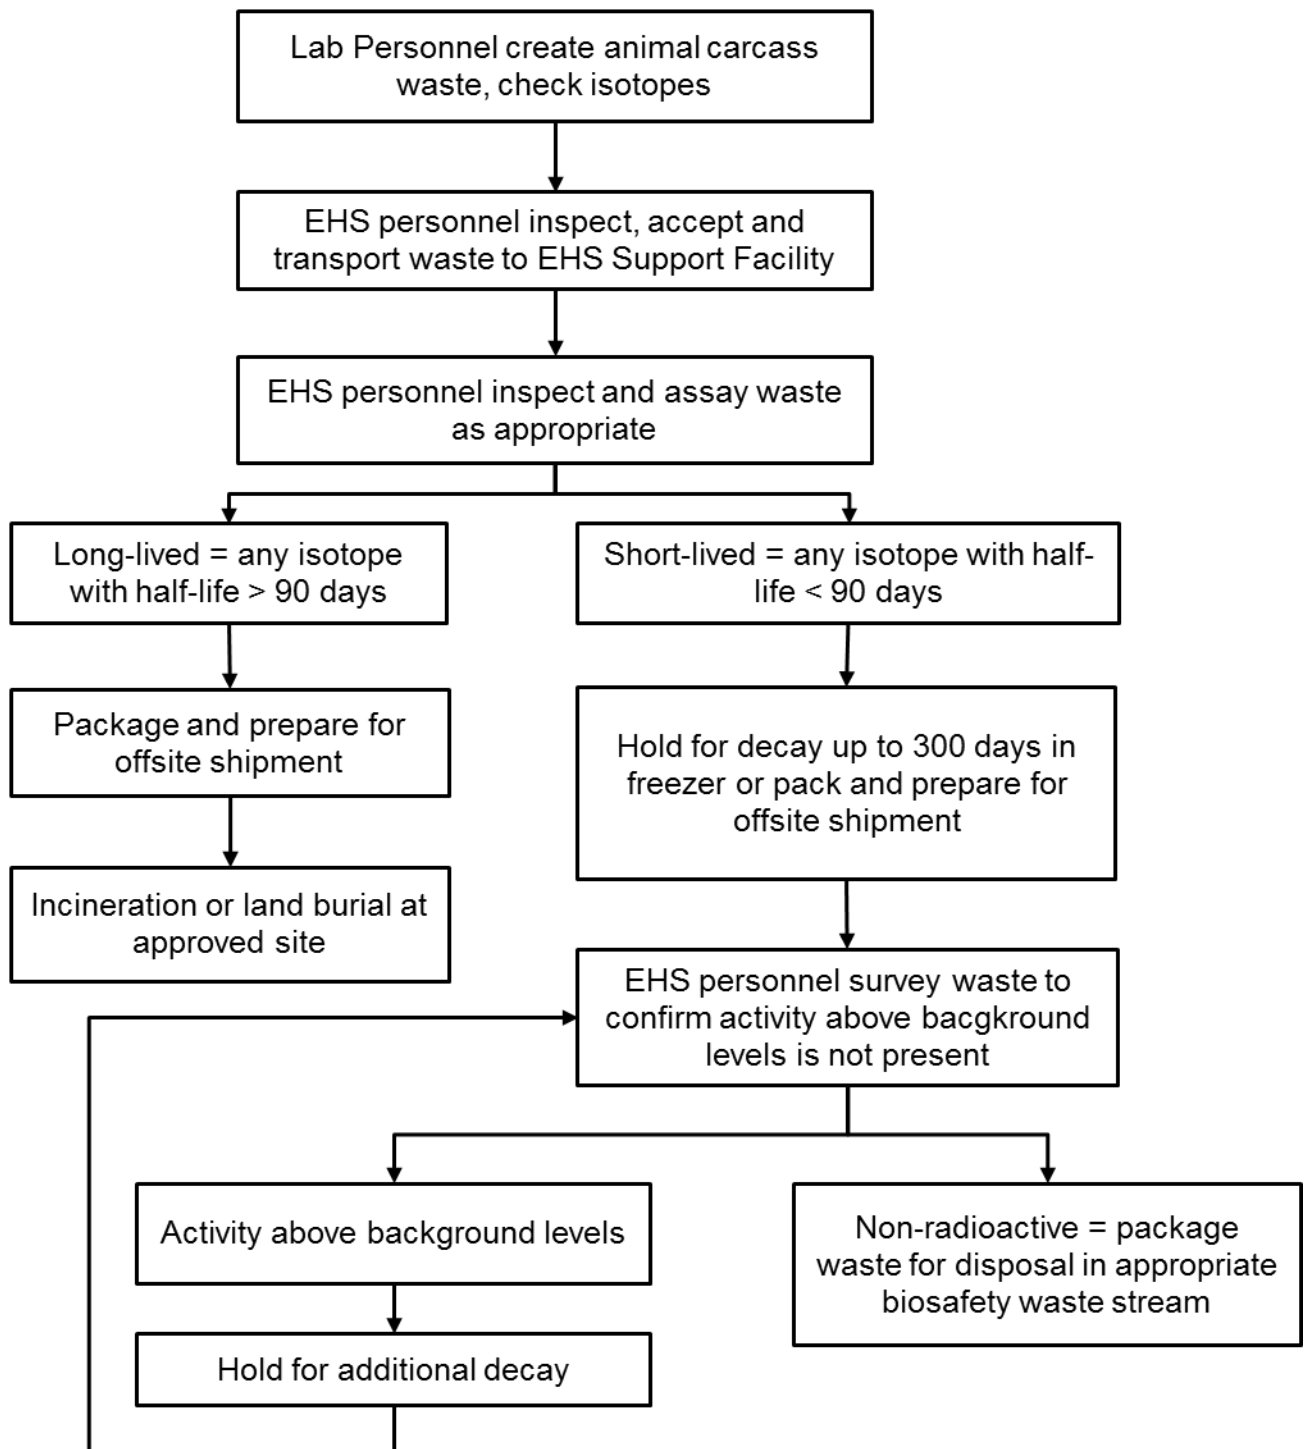 Lab Personnel create animal carcass
waste, check isotopes
EHS personnel inspect, accept and
transport waste to EHS Support Facility
EHS personnel inspect and assay waste
as appropriate
Long-lived = any isotope
with half-life > 90 days
Short-lived = any isotope with half-
life < 90 days
Package and prepare for
offsite shipment
Hold for decay up to 300 days in
freezer or pack and prepare for
offsite shipment
Incineration or land burial at
approved site
EHS personnel survey waste to
confirm activity above bacgkround
levels is not present
Activity above background levels
Non-radioactive = package
waste for disposal in appropriate
biosafety waste stream
Hold for additional decay